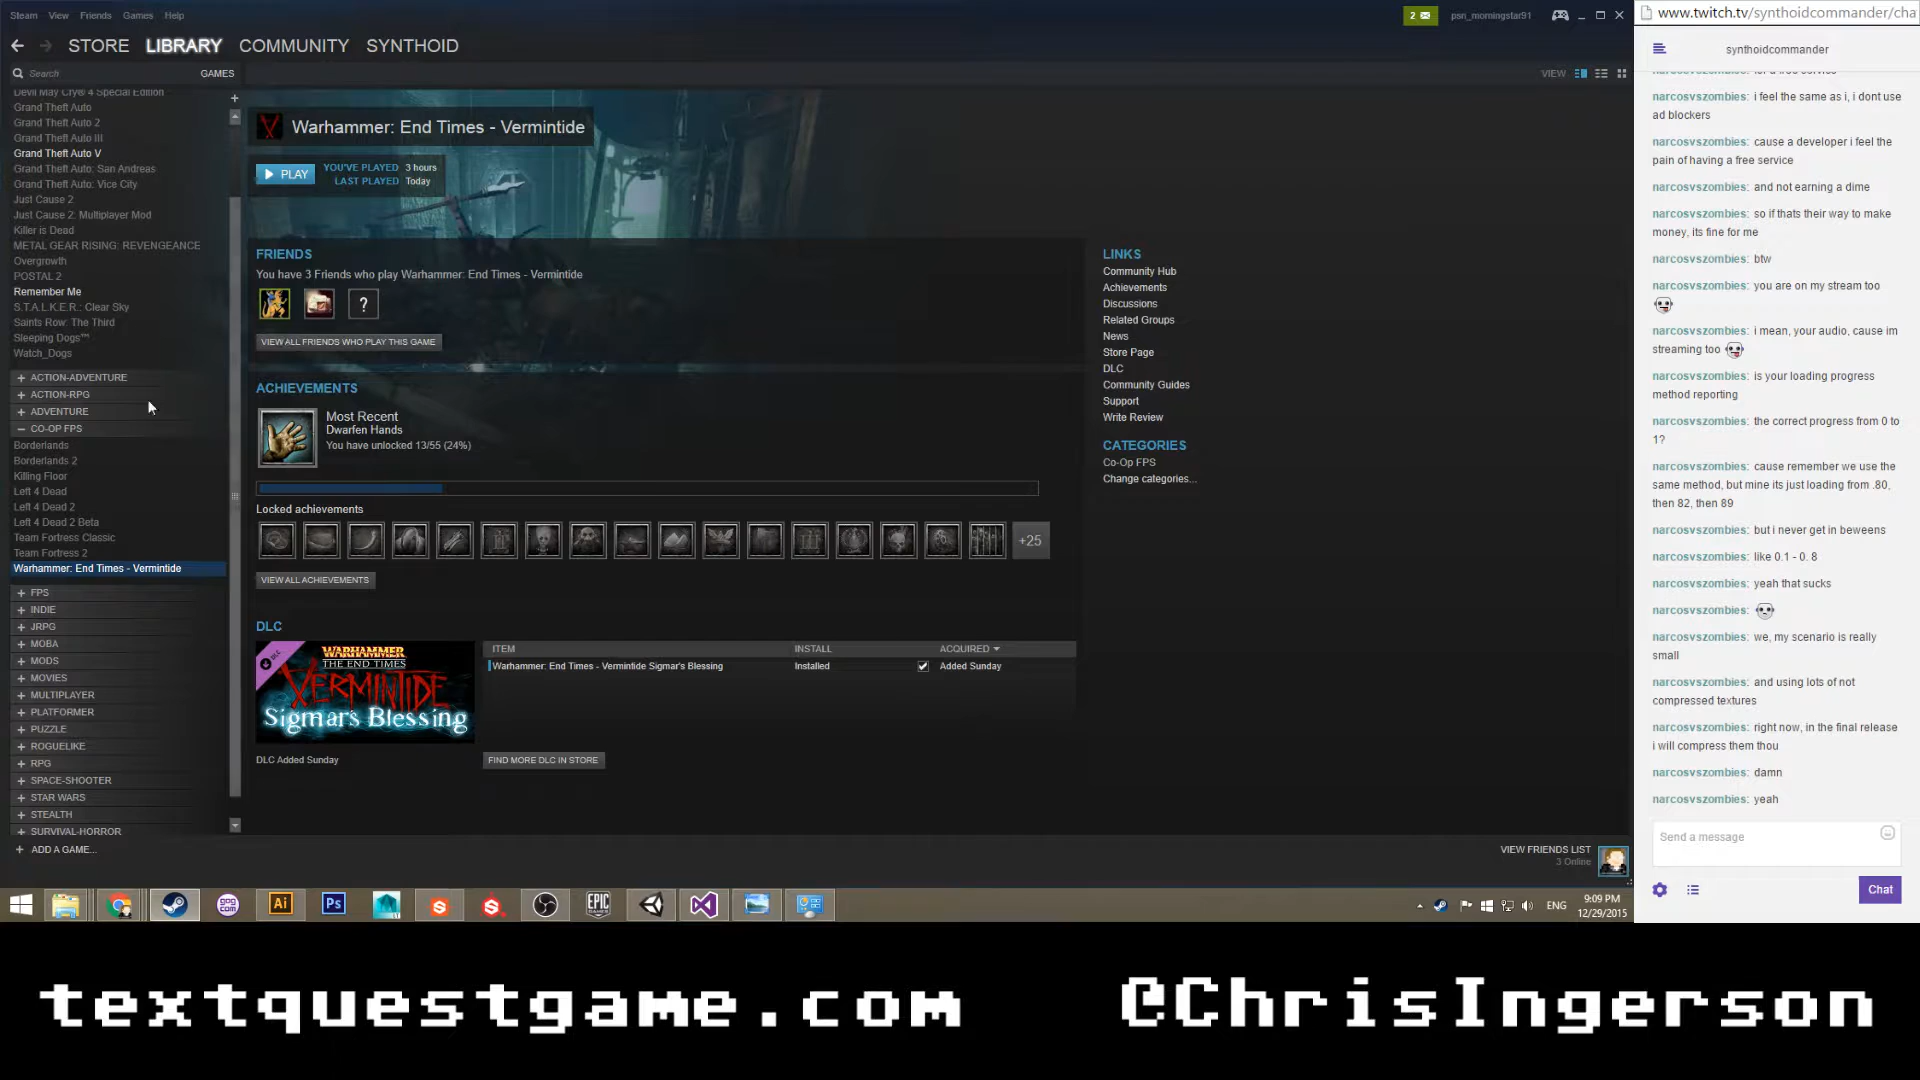 Steam View Friends Games Help
2 psn_morningstar91
www.twitch.tv/synthoidcommander/cha
STORE LIBRARY COMMUNITY SYNTHOID
Search GAMES
VIEW
Devil May Cry® 4 Special Edition
Grand Theft Auto
Grand Theft Auto 2
Grand Theft Auto III
Grand Theft Auto V
Grand Theft Auto: San Andreas
Grand Theft Auto: Vice City
Just Cause 2
Just Cause 2: Multiplayer Mod
Killer is Dead
METAL GEAR RISING: REVENGEANCE
Overgrowth
POSTAL 2
Remember Me
S.T.A.L.K.E.R.: Clear Sky
Saints Row: The Third
Sleeping Dogs™
Watch_Dogs
+ ACTION-ADVENTURE
+ ACTION-RPG
+ ADVENTURE
– CO-OP FPS
Borderlands
Borderlands 2
Killing Floor
Left 4 Dead
Left 4 Dead 2
Left 4 Dead 2 Beta
Team Fortress Classic
Team Fortress 2
Warhammer: End Times - Vermintide
+ FPS
+ INDIE
+ JRPG
+ MOBA
+ MODS
+ MOVIES
+ MULTIPLAYER
+ PLATFORMER
+ PUZZLE
+ ROGUELIKE
+ RPG
+ SPACE-SHOOTER
+ STAR WARS
+ STEALTH
+ SURVIVAL-HORROR
+ ADD A GAME...
Warhammer: End Times - Vermintide
PLAY
YOU'VE PLAYED 3 hours
LAST PLAYED Today
FRIENDS
You have 3 Friends who play Warhammer: End Times - Vermintide
?
VIEW ALL FRIENDS WHO PLAY THIS GAME
ACHIEVEMENTS
Most Recent
Dwarfen Hands
You have unlocked 13/55 (24%)
Locked achievements
+25
VIEW ALL ACHIEVEMENTS
DLC
DLC
WARHAMMER
THE END TIMES
VERMINTIDE
Sigmar's Blessing
ITEM INSTALL ACQUIRED
Warhammer: End Times - Vermintide Sigmar's Blessing Installed Added Sunday
DLC Added Sunday
FIND MORE DLC IN STORE
LINKS
Community Hub
Achievements
Discussions
Related Groups
News
Store Page
DLC
Community Guides
Support
Write Review
CATEGORIES
Co-Op FPS
Change categories...
VIEW FRIENDS LIST
3 Online
synthoidcommander
for a free service
narcosvszombies: i feel the same as i, i dont use
ad blockers
narcosvszombies: cause a developer i feel the
pain of having a free service
narcosvszombies: and not earning a dime
narcosvszombies: so if thats their way to make
money, its fine for me
narcosvszombies: btw
narcosvszombies: you are on my stream too
narcosvszombies: i mean, your audio, cause im
streaming too
narcosvszombies: is your loading progress
method reporting
narcosvszombies: the correct progress from 0 to
1?
narcosvszombies: cause remember we use the
same method, but mine its just loading from .80,
then 82, then 89
narcosvszombies: but i never get in beweens
narcosvszombies: like 0.1 - 0. 8
narcosvszombies: yeah that sucks
narcosvszombies:
narcosvszombies: we, my scenario is really
small
narcosvszombies: and using lots of not
compressed textures
narcosvszombies: right now, in the final release
i will compress them thou
narcosvszombies: damn
narcosvszombies: yeah
Send a message
Chat
gog
com
Ai
Ps
EPIC
GAMES
ENG
9:09 PM
12/29/2015
textquestgame.com @ChrisIngerson